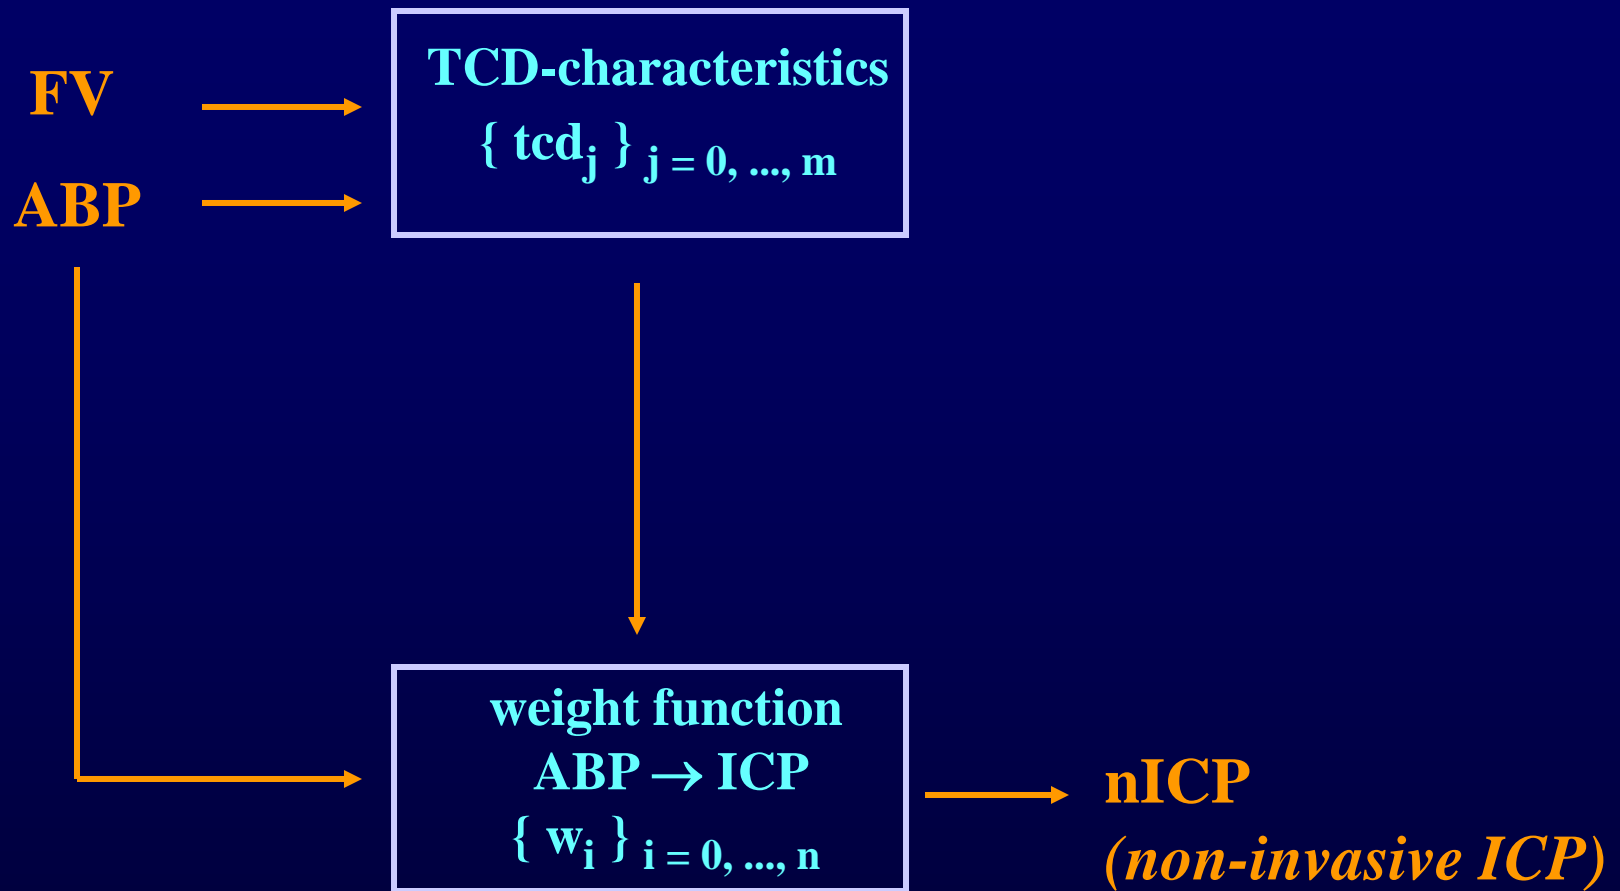 FV
ABP
TCD-characteristics
{ tcdj } j = 0, ..., m
weight function
ABP → ICP
{ wi } i = 0, ..., n
nICP
(non-invasive ICP)